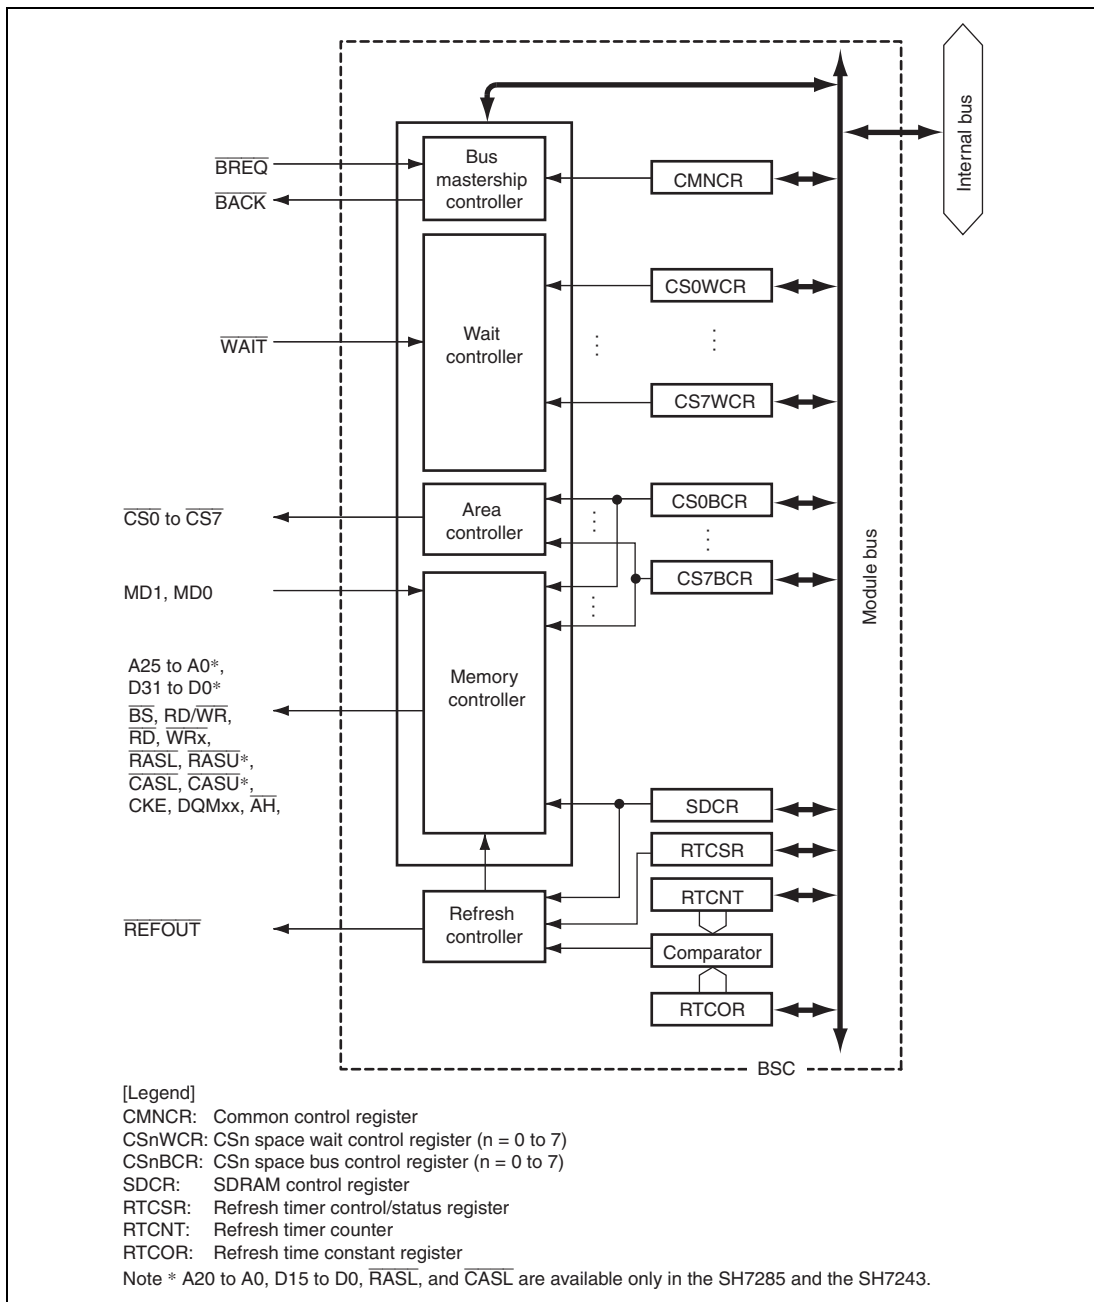 Internal bus
BREQ
BACK
Bus
mastership
controller
CMNCR
CS0WCR
WAIT
Wait
controller
CS7WCR
CS0 to CS7
Area
controller
CS0BCR
CS7BCR
MD1, MD0
Module bus
A25 to A0*,
D31 to D0*
BS, RD/WR,
RD, WRx,
RASL, RASU*,
CASL, CASU*,
CKE, DQMxx, AH,
Memory
controller
SDCR
RTCSR
RTCNT
REFOUT
Refresh
controller
Comparator
RTCOR
BSC
[Legend]
CMNCR: Common control register
CSnWCR: CSn space wait control register (n = 0 to 7)
CSnBCR: CSn space bus control register (n = 0 to 7)
SDCR: SDRAM control register
RTCSR: Refresh timer control/status register
RTCNT: Refresh timer counter
RTCOR: Refresh time constant register
Note * A20 to A0, D15 to D0, RASL, and CASL are available only in the SH7285 and the SH7243.